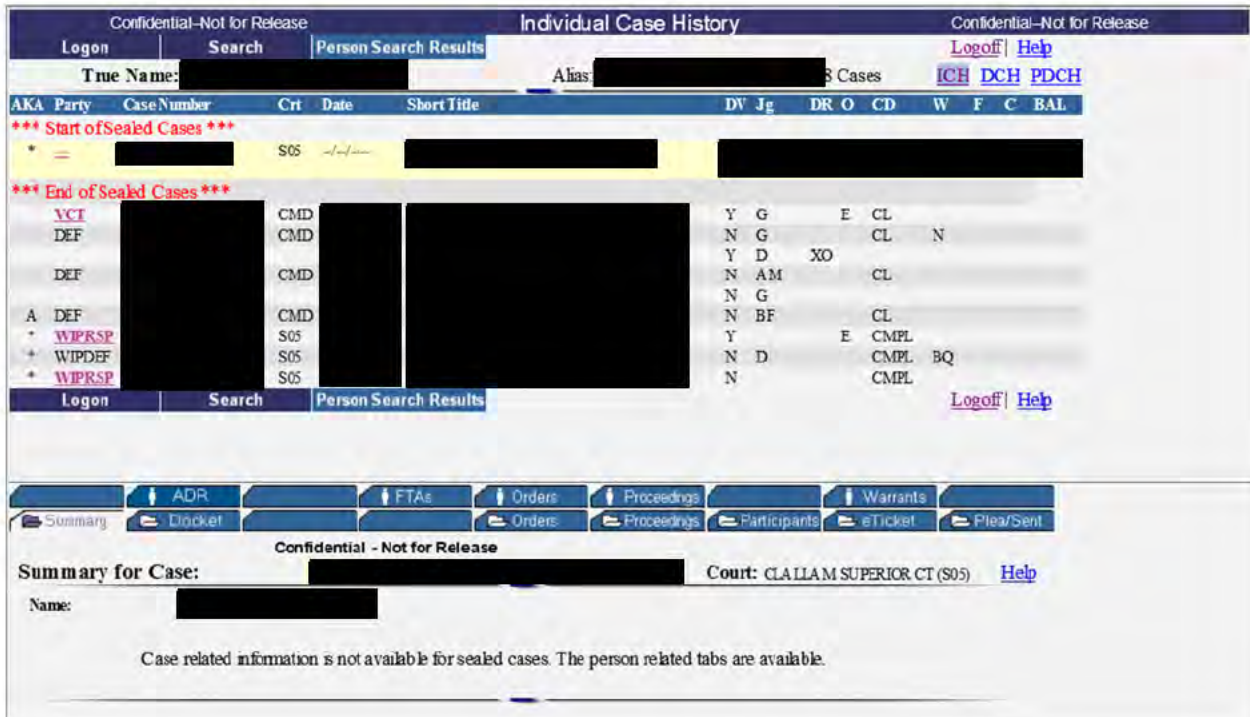 Confidential–Not for Release Individual Case History Confidential–Not for Release
Logon Search Person Search Results Logoff | Help
True Name: Alias: 8 Cases ICH DCH PDCH
AKA Party Case Number Crt Date Short Title DV Jg DR O CD W F C BAL
*** Start of Sealed Cases ***
* -- S05 --/--/----
*** End of Sealed Cases ***
VCT CMD Y G E CL
DEF CMD N G CL N
Y D XO
DEF CMD N AM CL
N G
A DEF CMD N BF CL
* WIPRSP S05 Y E CMPL
* WIPDEF S05 N D CMPL BQ
* WIPRSP S05 N CMPL
Logon Search Person Search Results Logoff | Help
ADR FTAs Orders Proceedings Warrants
Summary Docket Orders Proceedings Participants eTicket Plea/Sent
Confidential - Not for Release
Summary for Case: Court: CLALLAM SUPERIOR CT (S05) Help
Name:
Case related information is not available for sealed cases. The person related tabs are available.